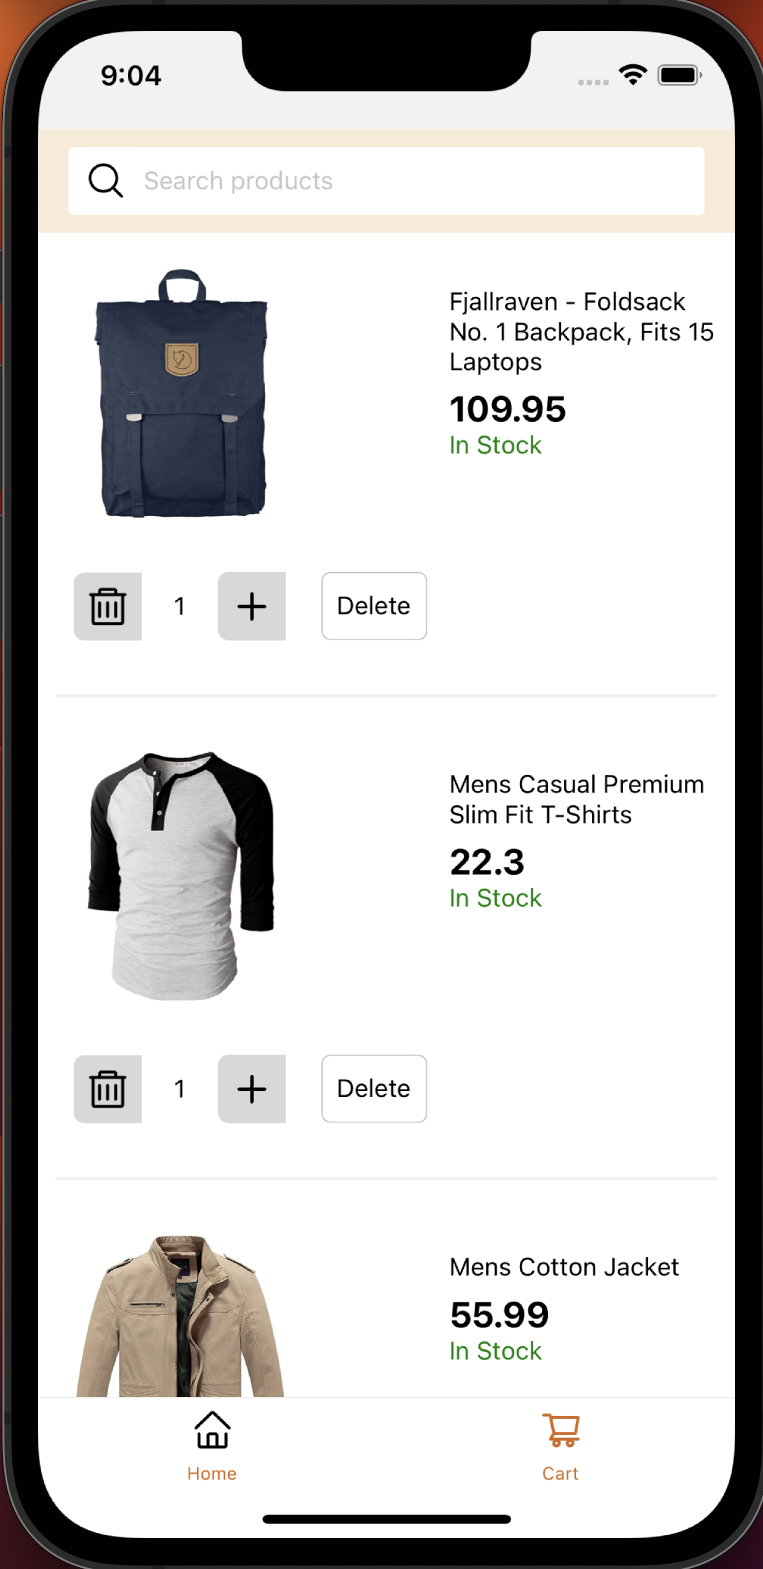 9:04
Search products
Fjallraven - Foldsack
No. 1 Backpack, Fits 15
Laptops
109.95
In Stock
1
Delete
Mens Casual Premium
Slim Fit T-Shirts
22.3
In Stock
1
Delete
Mens Cotton Jacket
55.99
In Stock
Home
Cart